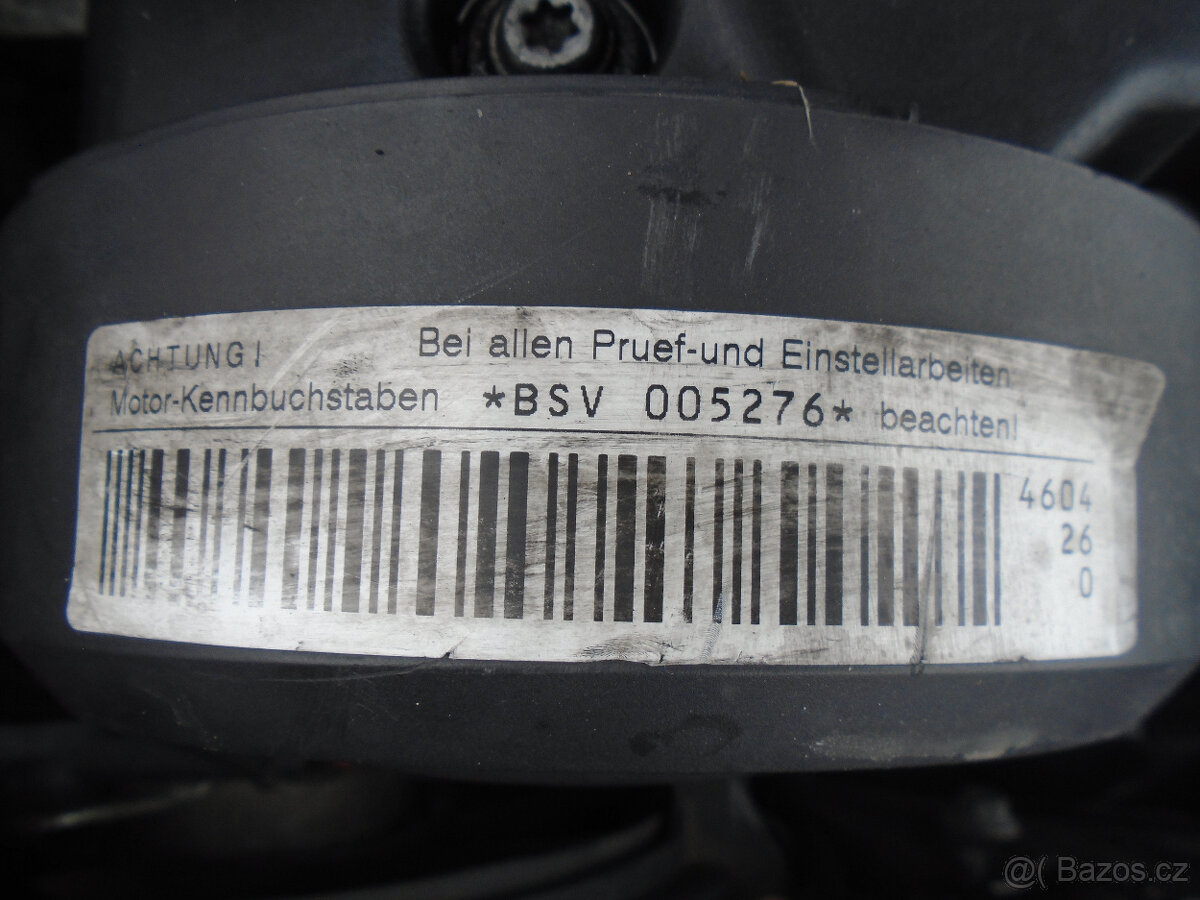 ACHTUNG! Bei allen Pruef-und Einstellarbeiten
Motor-Kennbuchstaben *BSV 005276* beachten!
4604
26
0
@( Bazos.cz